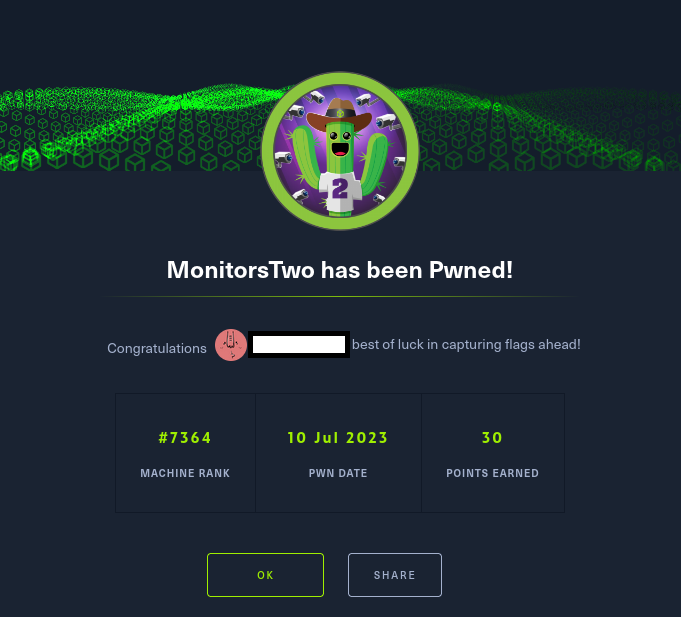 2
MonitorsTwo has been Pwned!
Congratulations best of luck in capturing flags ahead!
#7364 10 Jul 2023 30
MACHINE RANK PWN DATE POINTS EARNED
OK SHARE